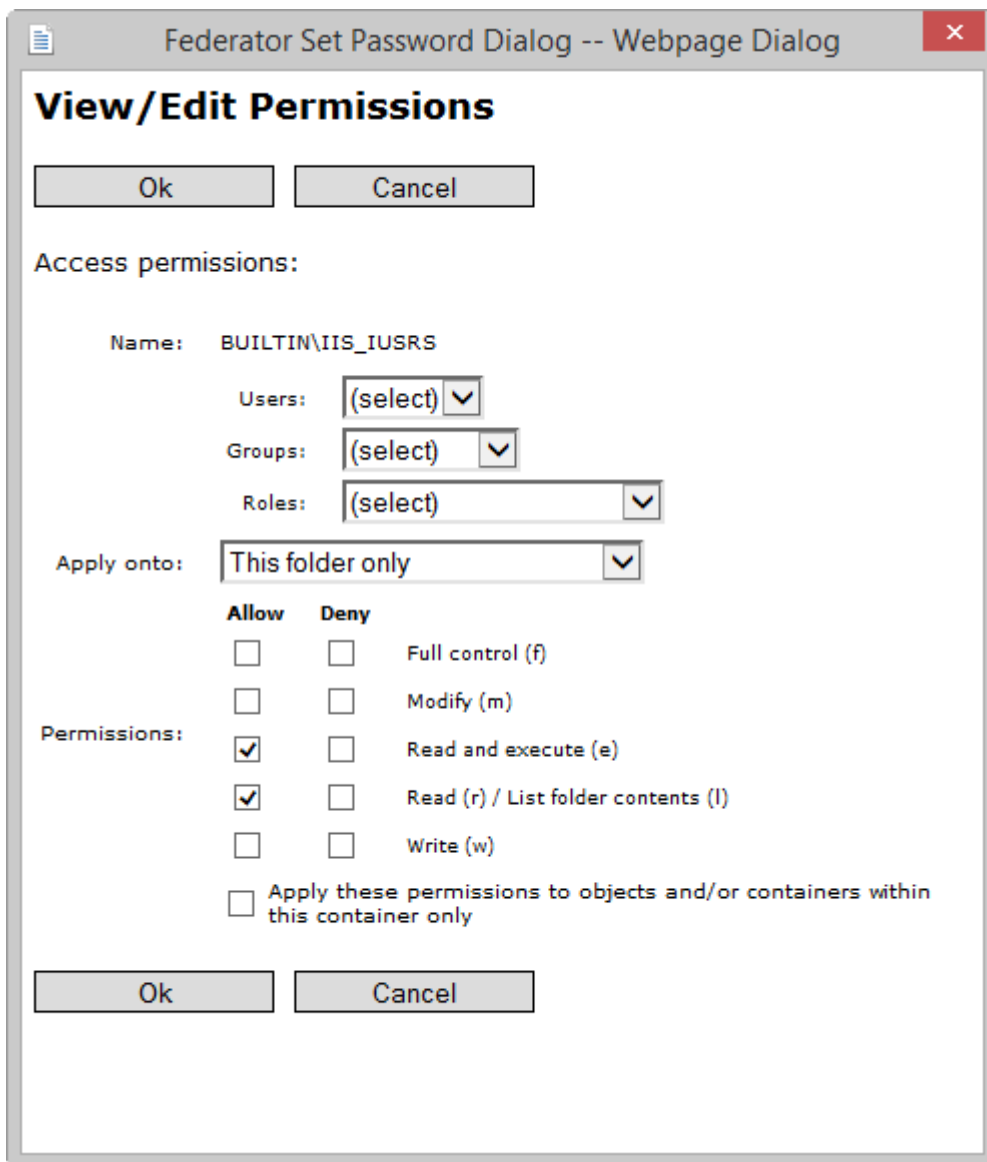 Federator Set Password Dialog -- Webpage Dialog
View/Edit Permissions
Ok Cancel
Access permissions:
Name: BUILTIN\IIS_IUSRS
Users: (select)
Groups: (select)
Roles: (select)
Apply onto: This folder only
Allow Deny
Full control (f)
Modify (m)
Permissions:
Read and execute (e)
Read (r) / List folder contents (l)
Write (w)
Apply these permissions to objects and/or containers within
this container only
Ok Cancel